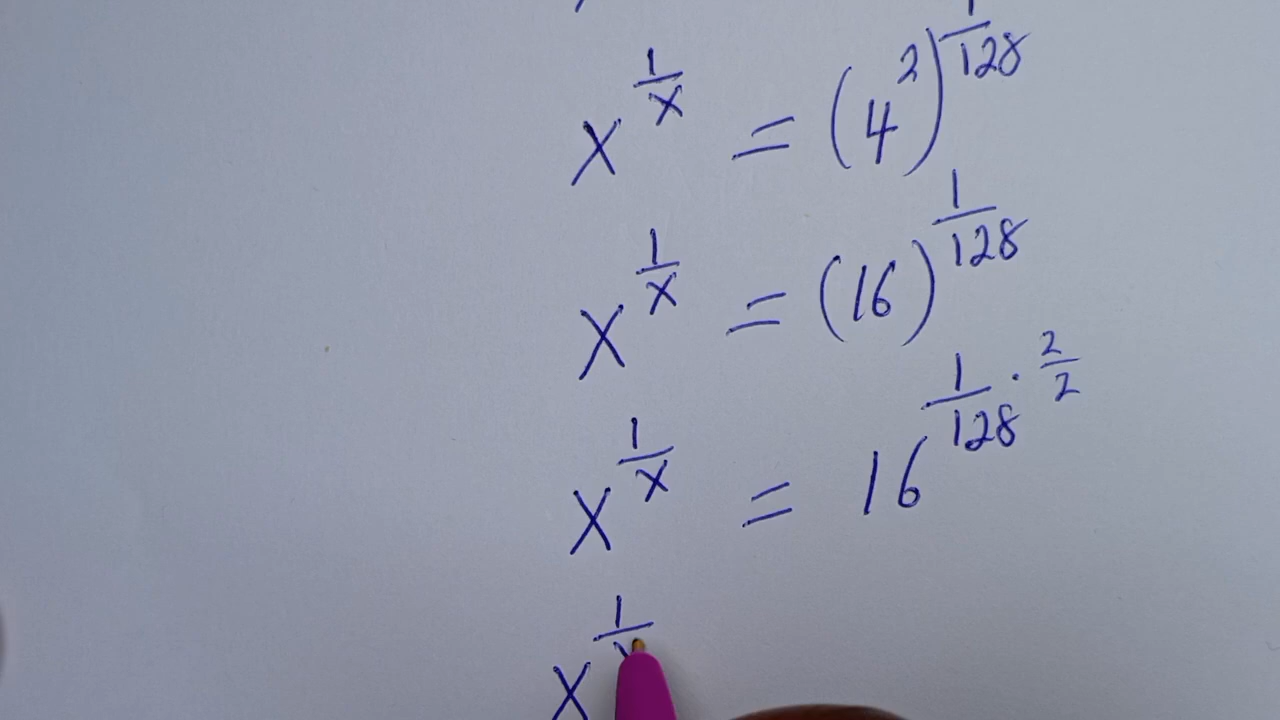 x^(1/x) = (4^2)^(1/128)
x^(1/x) = (16)^(1/128)
x^(1/x) = 16^(1/128 · 2/2)
x^(1/x)